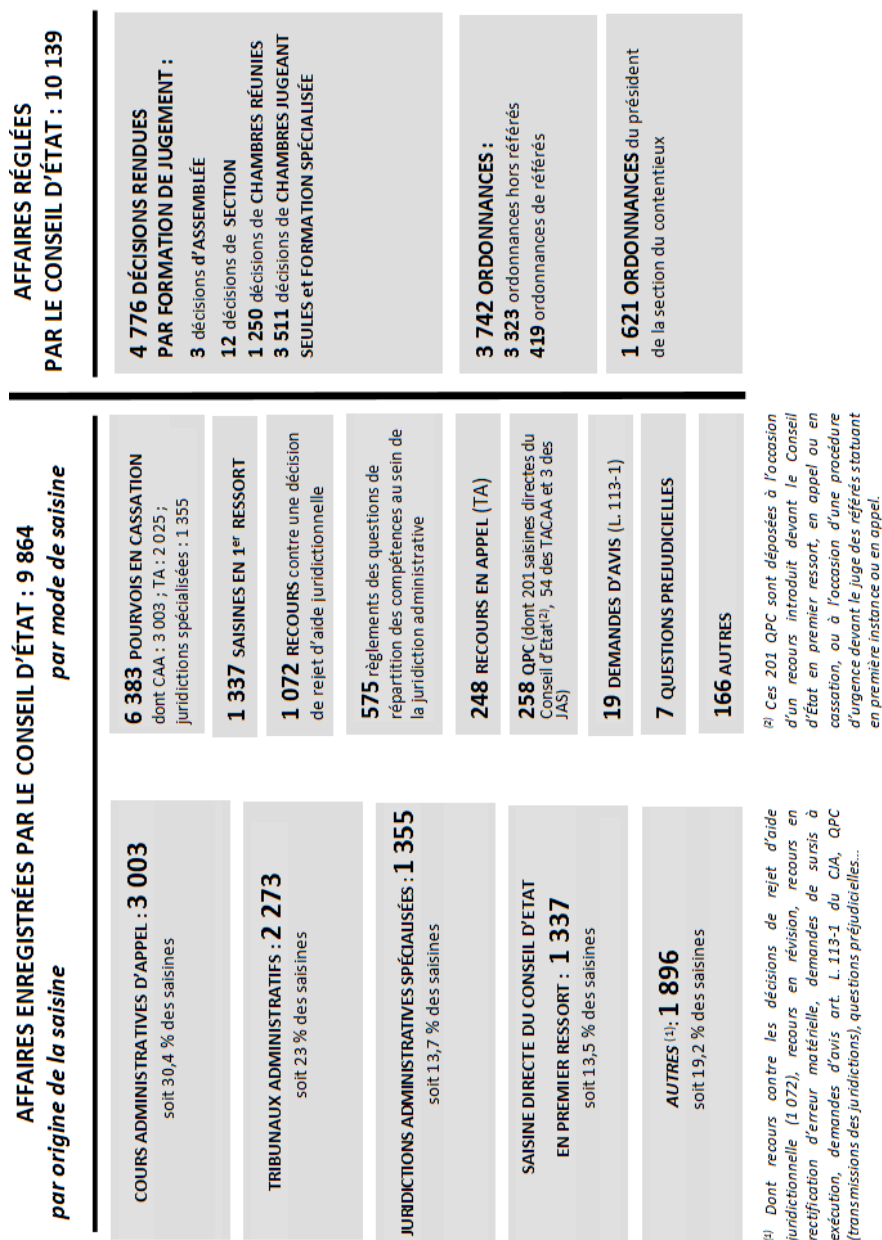 AFFAIRES ENREGISTRÉES PAR LE CONSEIL D'ÉTAT : 9 864
par origine de la saisine
COURS ADMINISTRATIVES D'APPEL : 3 003
soit 30,4 % des saisines
TRIBUNAUX ADMINISTRATIFS : 2 273
soit 23 % des saisines
JURIDICTIONS ADMINISTRATIVES SPÉCIALISÉES : 1 355
soit 13,7 % des saisines
SAISINE DIRECTE DU CONSEIL D'ETAT
EN PREMIER RESSORT : 1 337
soit 13,5 % des saisines
AUTRES (1): 1 896
soit 19,2 % des saisines
(1) Dont recours contre les décisions de rejet d'aide
juridictionnelle (1 072), recours en révision, recours en
rectification d'erreur matérielle, demandes de sursis à
exécution, demandes d'avis art. L. 113-1 du CJA, QPC
(transmissions des juridictions), questions préjudicielles...
par mode de saisine
6 383 POURVOIS EN CASSATION
dont CAA : 3 003 ; TA : 2 025 ;
juridictions spécialisées : 1 355
1 337 SAISINES EN 1er RESSORT
1 072 RECOURS contre une décision
de rejet d'aide juridictionnelle
575 règlements des questions de
répartition des compétences au sein de
la juridiction administrative
248 RECOURS EN APPEL (TA)
258 QPC (dont 201 saisines directes du
Conseil d'Etat(2), 54 des TACAA et 3 des
JAS)
19 DEMANDES D'AVIS (L. 113-1)
7 QUESTIONS PREJUDICIELLES
166 AUTRES
(2) Ces 201 QPC sont déposées à l'occasion
d'un recours introduit devant le Conseil
d'État en premier ressort, en appel ou en
cassation, ou à l'occasion d'une procédure
d'urgence devant le juge des référés statuant
en première instance ou en appel.
AFFAIRES RÉGLÉES
PAR LE CONSEIL D'ÉTAT : 10 139
4 776 DÉCISIONS RENDUES
PAR FORMATION DE JUGEMENT :
3 décisions d'ASSEMBLÉE
12 décisions de SECTION
1 250 décisions de CHAMBRES RÉUNIES
3 511 décisions de CHAMBRES JUGEANT
SEULES et FORMATION SPÉCIALISÉE
3 742 ORDONNANCES :
3 323 ordonnances hors référés
419 ordonnances de référés
1 621 ORDONNANCES du président
de la section du contentieux